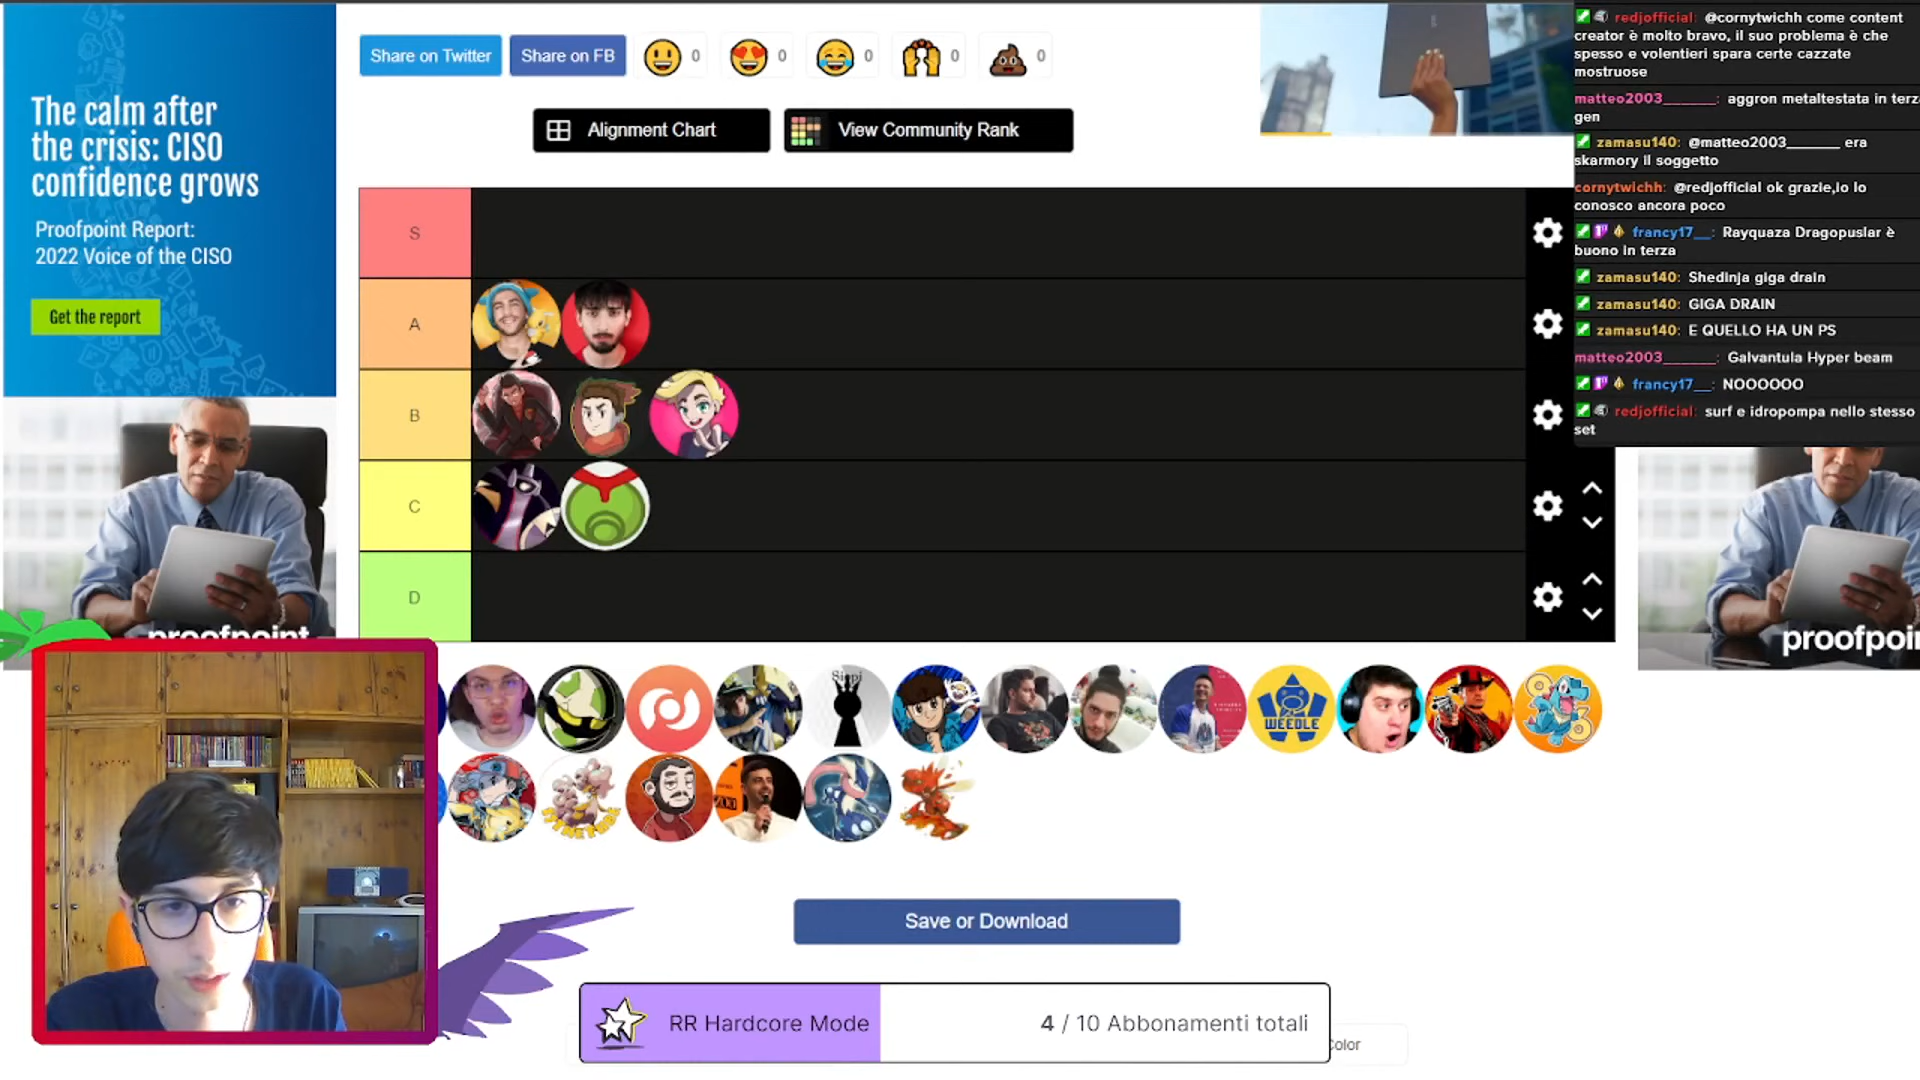 The calm after
the crisis: CISO
confidence grows
Proofpoint Report:
2022 Voice of the CISO
Get the report
proofpoint
Share on Twitter
Share on FB
0
0
0
0
0
Alignment Chart
View Community Rank
S
A
B
C
D
WEEDLE
Save or Download
RR Hardcore Mode
4 / 10 Abbonamenti totali
redjofficial: @cornytwichh come content
creator è molto bravo, il suo problema è che
spesso e volentieri spara certe cazzate
mostruose
matteo2003_______: aggron metaltestata in terza
gen
zamasu140: @matteo2003_______ era
skarmory il soggetto
cornytwichh: @redjofficial ok grazie,io lo
conosco ancora poco
francy17__: Rayquaza Dragopuslar è
buono in terza
zamasu140: Shedinja giga drain
zamasu140: GIGA DRAIN
zamasu140: E QUELLO HA UN PS
matteo2003_______: Galvantula Hyper beam
francy17__: NOOOOOO
redjofficial: surf e idropompa nello stesso
set
proofpoin